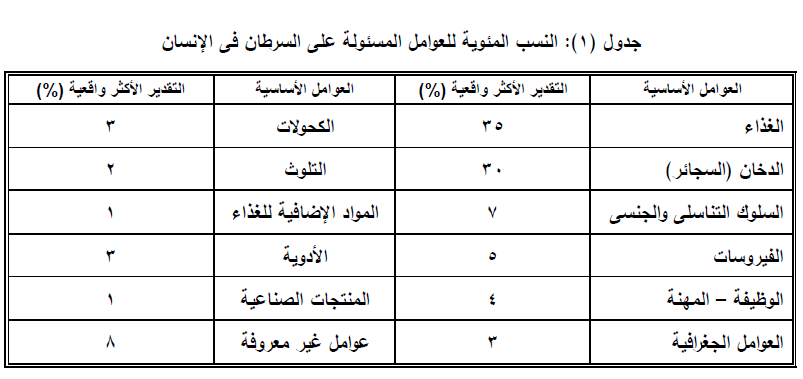 جدول (١): النسب المئوية للعوامل المسئولة على السرطان فى الإنسان
العوامل الأساسية التقدير الأكثر واقعية (%) العوامل الأساسية التقدير الأكثر واقعية (%)
الغذاء ٣٥ الكحولات ٣
الدخان (السجائر) ٣٠ التلوث ٢
السلوك التناسلى والجنسى ٧ المواد الإضافية للغذاء ١
الفيروسات ٥ الأدوية ٣
الوظيفة – المهنة ٤ المنتجات الصناعية ١
العوامل الجغرافية ٣ عوامل غير معروفة ٨